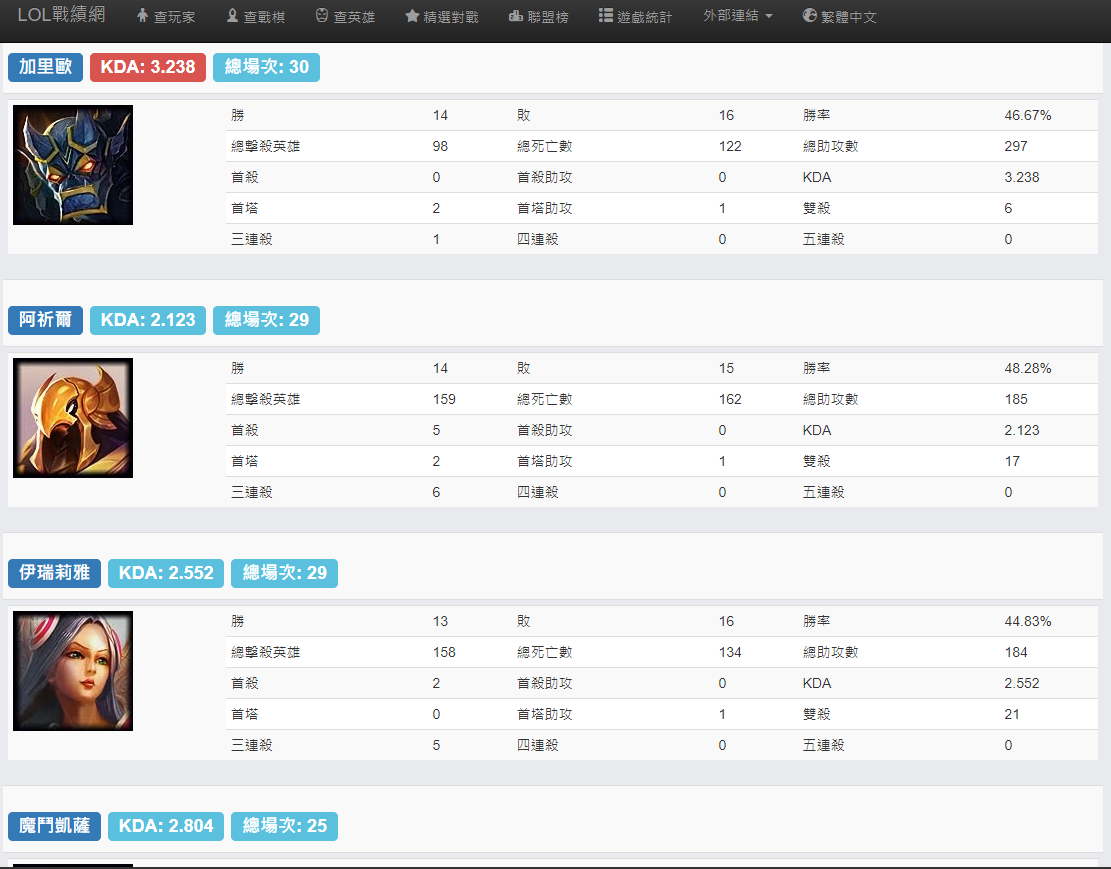 LOL戰績網 查玩家 查戰棋 查英雄 精選對戰 聯盟榜 遊戲統計 外部連結 繁體中文
加里歐 KDA: 3.238 總場次: 30
勝 14 敗 16 勝率 46.67%
總擊殺英雄 98 總死亡數 122 總助攻數 297
首殺 0 首殺助攻 0 KDA 3.238
首塔 2 首塔助攻 1 雙殺 6
三連殺 1 四連殺 0 五連殺 0
阿祈爾 KDA: 2.123 總場次: 29
勝 14 敗 15 勝率 48.28%
總擊殺英雄 159 總死亡數 162 總助攻數 185
首殺 5 首殺助攻 0 KDA 2.123
首塔 2 首塔助攻 1 雙殺 17
三連殺 6 四連殺 0 五連殺 0
伊瑞莉雅 KDA: 2.552 總場次: 29
勝 13 敗 16 勝率 44.83%
總擊殺英雄 158 總死亡數 134 總助攻數 184
首殺 2 首殺助攻 0 KDA 2.552
首塔 0 首塔助攻 1 雙殺 21
三連殺 5 四連殺 0 五連殺 0
魔鬥凱薩 KDA: 2.804 總場次: 25